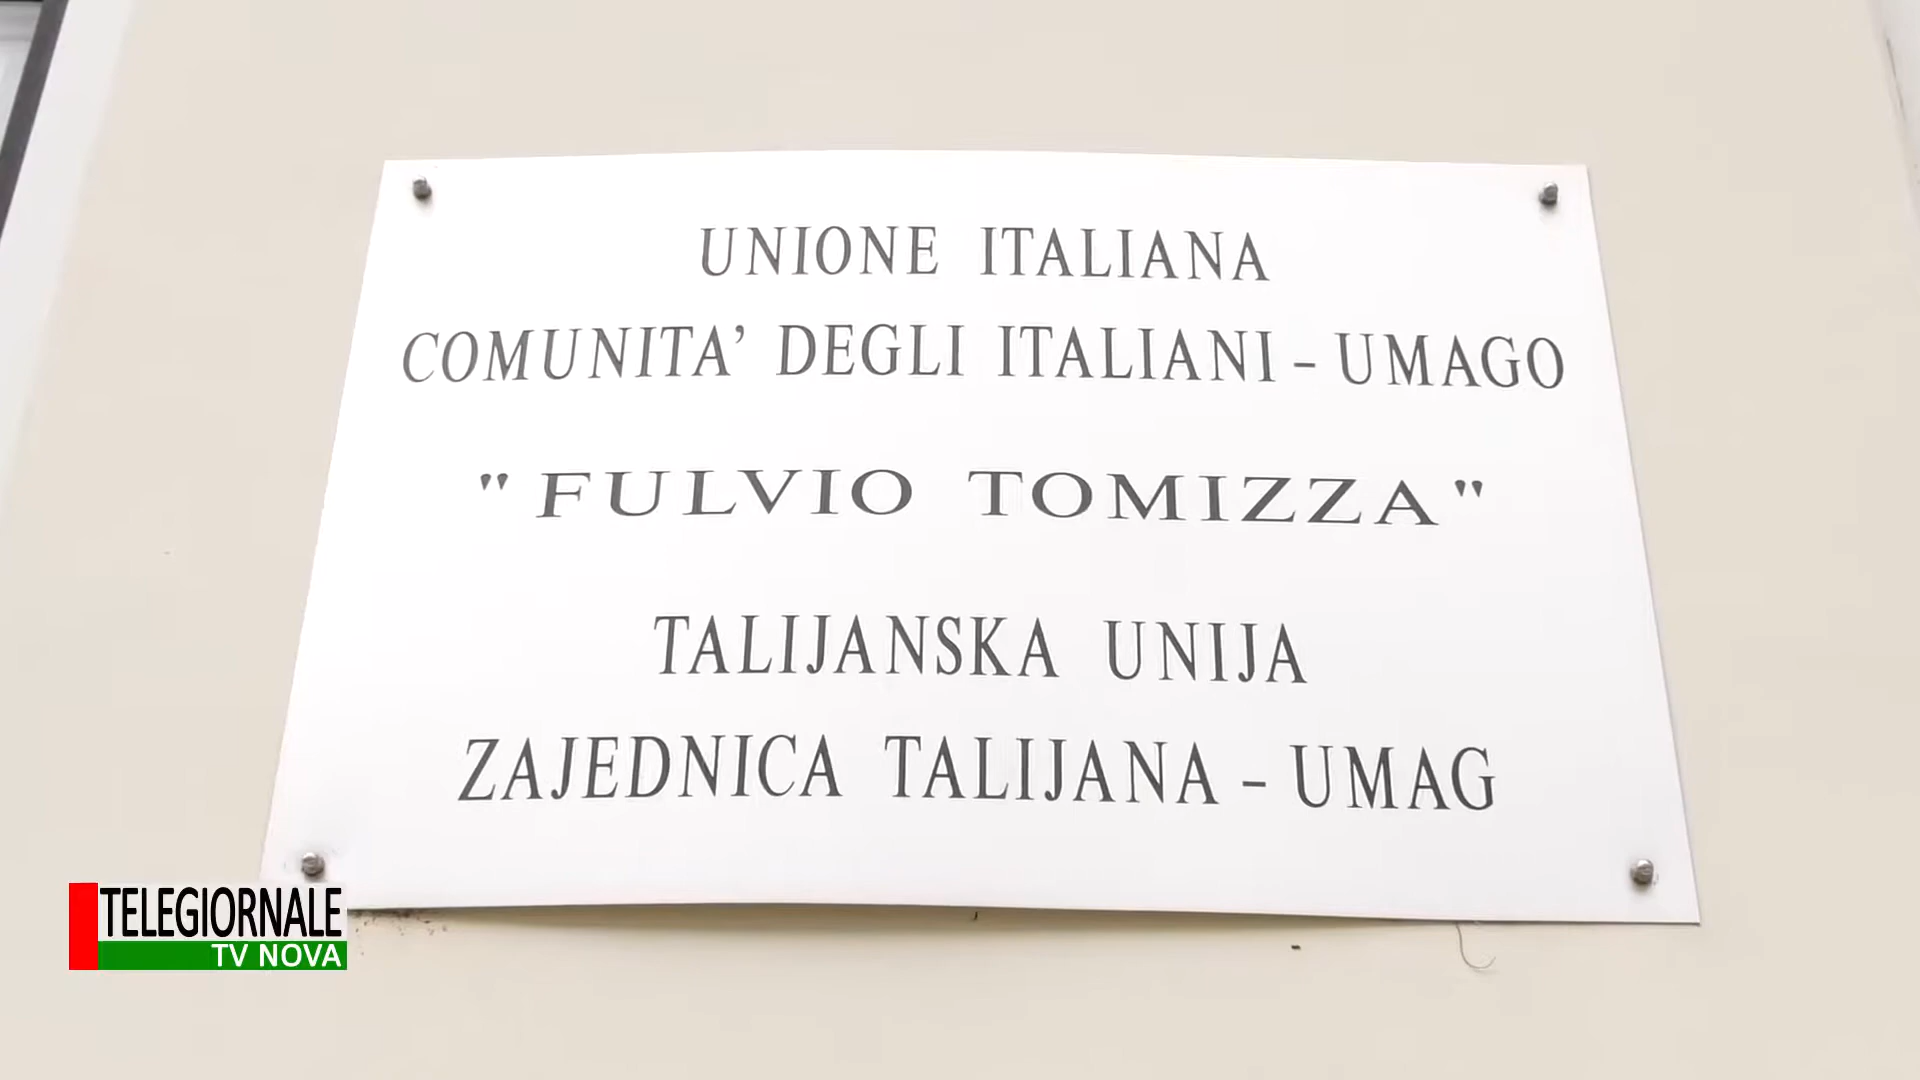 UNIONE ITALIANA
COMUNITA' DEGLI ITALIANI - UMAGO
"FULVIO TOMIZZA"
TALIJANSKA UNIJA
ZAJEDNICA TALIJANA - UMAG
TELEGIORNALE
TV NOVA